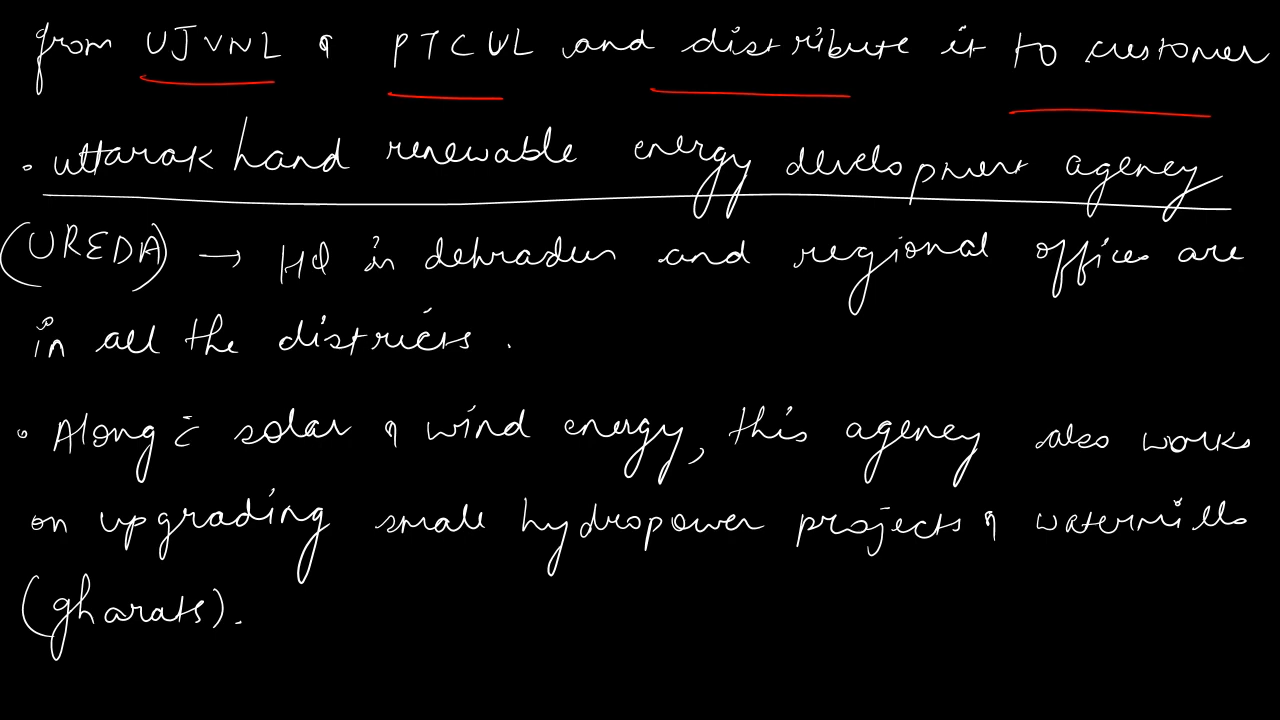 from UJVNL & PTCUL and distribute it to customer
• uttarakhand renewable energy development agency
(UREDA) → HQ in dehradun and regional offices are
in all the districts.
• Along c̄ solar & wind energy, this agency also works
on upgrading small hydropower projects & watermills
(gharats).